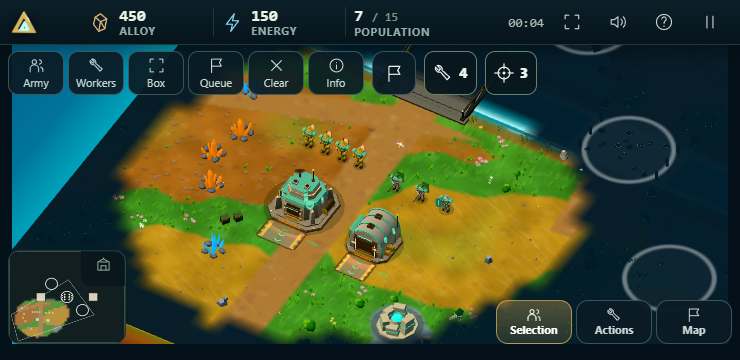 450
ALLOY
150
ENERGY
7 / 15
POPULATION
00:04
Army
Workers
Box
Queue
Clear
Info
4
3
Selection
Actions
Map